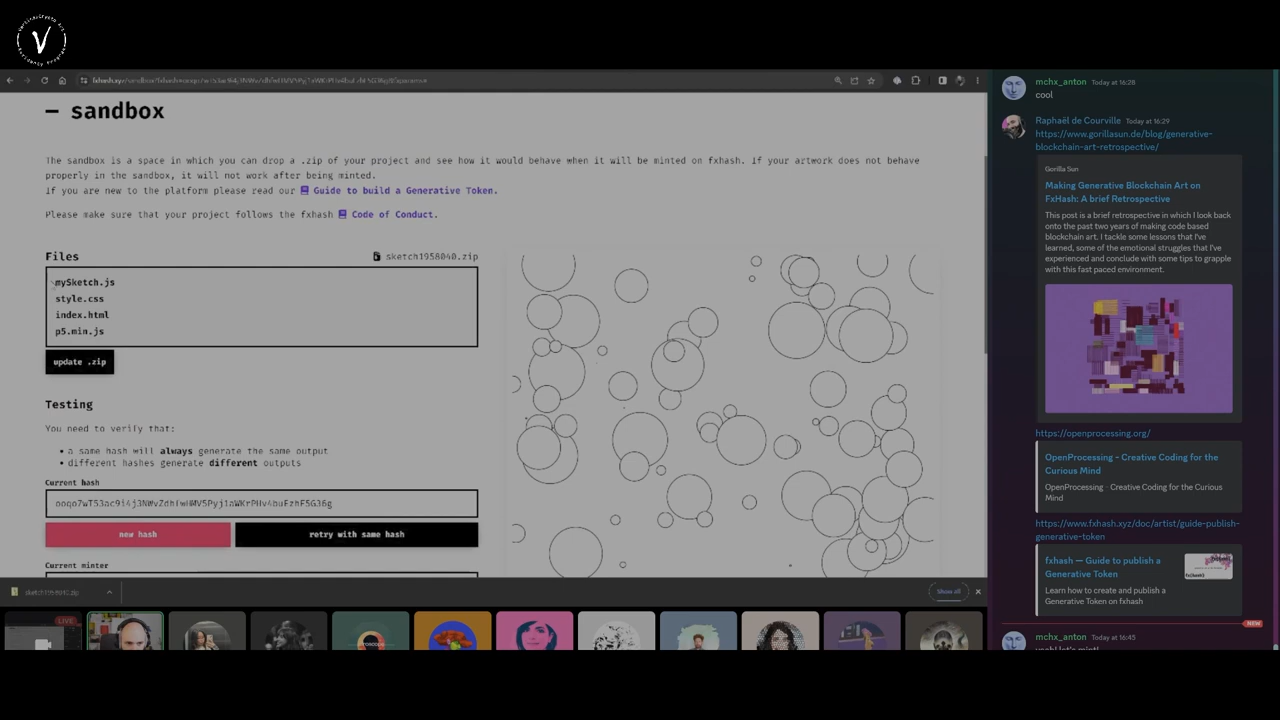 V
— sandbox
The sandbox is a space in which you can drop a .zip of your project and see how it would behave when it will be minted on fxhash. If your artwork does not behave
properly in the sandbox, it will not work after being minted.
If you are new to the platform please read our Guide to build a Generative Token.
Please make sure that your project follows the fxhash Code of Conduct.
Files
sketch1958040.zip
mySketch.js
style.css
index.html
p5.min.js
update .zip
Testing
You need to verify that:
• a same hash will always generate the same output
• different hashes generate different outputs
Current hash
new hash
retry with same hash
Current minter
Show all
LIVE
mchx_anton Today at 16:28
cool
Raphaël de Courville Today at 16:29
https://www.gorillasun.de/blog/generative-
blockchain-art-retrospective/
Gorilla Sun
Making Generative Blockchain Art on
FxHash: A brief Retrospective
This post is a brief retrospective in which I look back
onto the past two years of making code based
blockchain art. I tackle some lessons that I've
learned, some of the emotional struggles that I've
experienced and conclude with some tips to grapple
with this fast paced environment.
https://openprocessing.org/
OpenProcessing - Creative Coding for the
Curious Mind
OpenProcessing - Creative Coding for the Curious
Mind
https://www.fxhash.xyz/doc/artist/guide-publish-
generative-token
fxhash — Guide to publish a
Generative Token
Learn how to create and publish a
Generative Token on fxhash
NEW
mchx_anton Today at 16:45
yeah! let's mint!